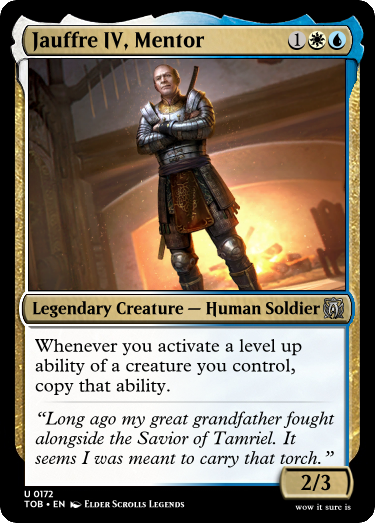 Jauffre IV, Mentor 1
Legendary Creature — Human Soldier
Whenever you activate a level up
ability of a creature you control,
copy that ability.
“Long ago my great grandfather fought
alongside the Savior of Tamriel. It
seems I was meant to carry that torch.”
2/3
U 0172
TOB • EN Elder Scrolls Legends
wow it sure is